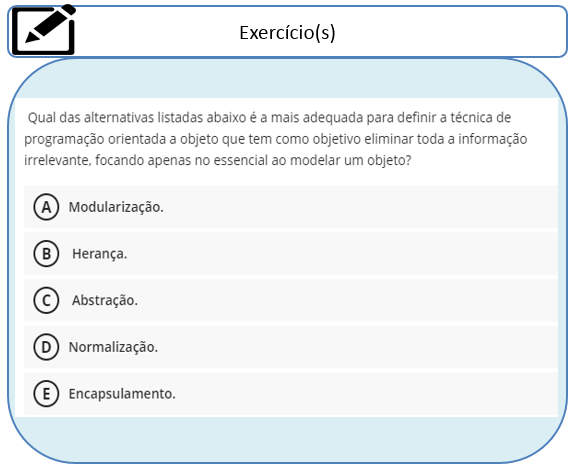 Exercício(s)
Qual das alternativas listadas abaixo é a mais adequada para definir a técnica de
programação orientada a objeto que tem como objetivo eliminar toda a informação
irrelevante, focando apenas no essencial ao modelar um objeto?
A Modularização.
B Herança.
C Abstração.
D Normalização.
E Encapsulamento.